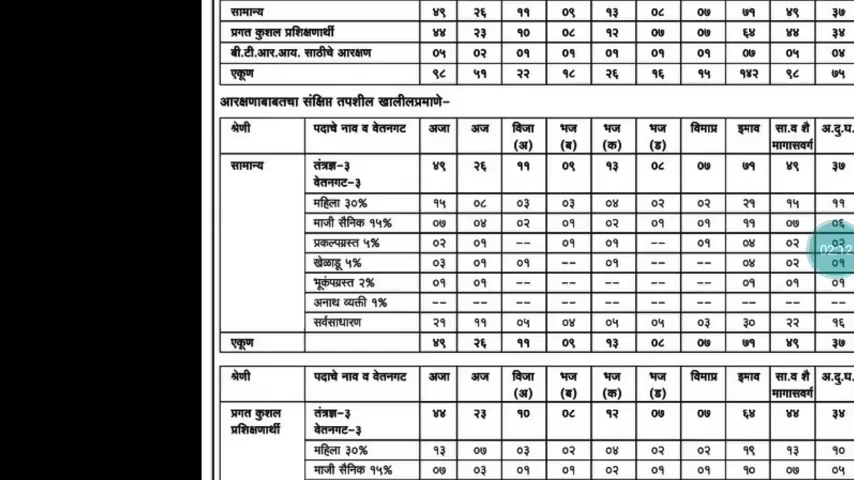 सामान्य ४९ २६ ११ ०९ १३ ०८ ०७ ७१ ४९ ३७
प्रगत कुशल प्रशिक्षणार्थी ४४ २३ १० ०८ १२ ०७ ०७ ६४ ४४ ३४
बी.टी.आर.आय. साठीचे आरक्षण ०५ ०२ ०१ ०१ ०१ ०१ ०१ ०७ ०५ ०४
एकूण ९८ ५१ २२ १८ २६ १६ १५ १४२ ९८ ७५
आरक्षणाबाबतचा संक्षिप्त तपशील खालीलप्रमाणे–
श्रेणी पदाचे नाव व वेतनगट अजा अज विजा भज भज भज विमाप्र इमाव सा.व शै अ.दु.घ.
(अ) (ब) (क) (ड) मागासवर्ग
सामान्य तंत्रज्ञ–३ ४९ २६ ११ ०९ १३ ०८ ०७ ७१ ४९ ३७
वेतनगट–३
महिला ३०% १५ ०८ ०३ ०३ ०४ ०२ ०२ २१ १५ ११
माजी सैनिक १५% ०७ ०४ ०२ ०१ ०२ ०१ ०१ ११ ०७ ०६
प्रकल्पग्रस्त ५% ०२ ०१ –– ०१ ०१ –– ०१ ०४ ०२ ०२
02:12
खेळाडू ५% ०३ ०१ ०१ –– ०१ –– –– ०४ ०२ ०१
भूकंपग्रस्त २% ०१ ०१ –– –– –– –– –– ०१ ०१ ०१
अनाथ व्यक्ती १% –– –– –– –– –– –– –– –– –– ––
सर्वसाधारण २१ ११ ०५ ०४ ०५ ०५ ०३ ३० २२ १६
एकूण ४९ २६ ११ ०९ १३ ०८ ०७ ७१ ४९ ३७
श्रेणी पदाचे नाव व वेतनगट अजा अज विजा भज भज भज विमाप्र इमाव सा.व शै अ.दु.घ.
(अ) (ब) (क) (ड) मागासवर्ग
प्रगत कुशल तंत्रज्ञ–३ ४४ २३ १० ०८ १२ ०७ ०७ ६४ ४४ ३४
प्रशिक्षणार्थी वेतनगट–३
महिला ३०% १३ ०७ ०३ ०२ ०४ ०२ ०२ १९ १३ १०
माजी सैनिक १५% ०७ ०३ ०१ ०१ ०२ ०१ ०१ १० ०७ ०५